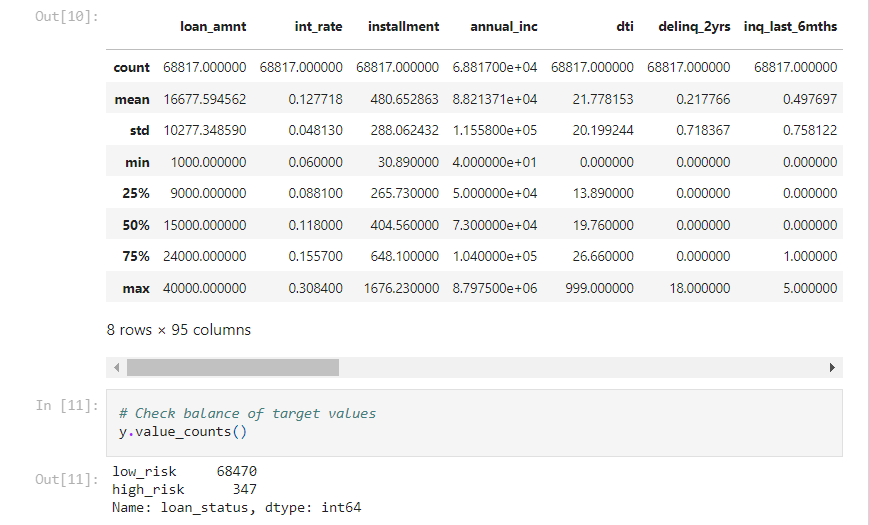 Out[10]:
loan_amnt int_rate installment annual_inc dti delinq_2yrs inq_last_6mths
count 68817.000000 68817.000000 68817.000000 6.881700e+04 68817.000000 68817.000000 68817.000000
mean 16677.594562 0.127718 480.652863 8.821371e+04 21.778153 0.217766 0.497697
std 10277.348590 0.048130 288.062432 1.155800e+05 20.199244 0.718367 0.758122
min 1000.000000 0.060000 30.890000 4.000000e+01 0.000000 0.000000 0.000000
25% 9000.000000 0.088100 265.730000 5.000000e+04 13.890000 0.000000 0.000000
50% 15000.000000 0.118000 404.560000 7.300000e+04 19.760000 0.000000 0.000000
75% 24000.000000 0.155700 648.100000 1.040000e+05 26.660000 0.000000 1.000000
max 40000.000000 0.308400 1676.230000 8.797500e+06 999.000000 18.000000 5.000000
8 rows × 95 columns
In [11]:
# Check balance of target values
y.value_counts()
Out[11]:
low_risk 68470
high_risk 347
Name: loan_status, dtype: int64